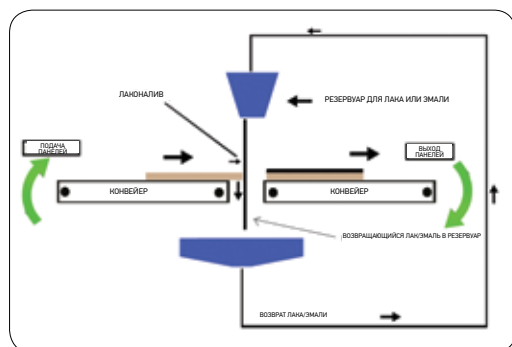 ЛАКОНАЛИВ
РЕЗЕРВУАР ДЛЯ ЛАКА ИЛИ ЭМАЛИ
ПОДАЧА
ПАНЕЛЕЙ
ВЫХОД
ПАНЕЛЕЙ
КОНВЕЙЕР
КОНВЕЙЕР
ВОЗВРАЩАЮЩИЙСЯ ЛАК/ЭМАЛЬ В РЕЗЕРВУАР
ВОЗВРАТ ЛАКА/ЭМАЛИ